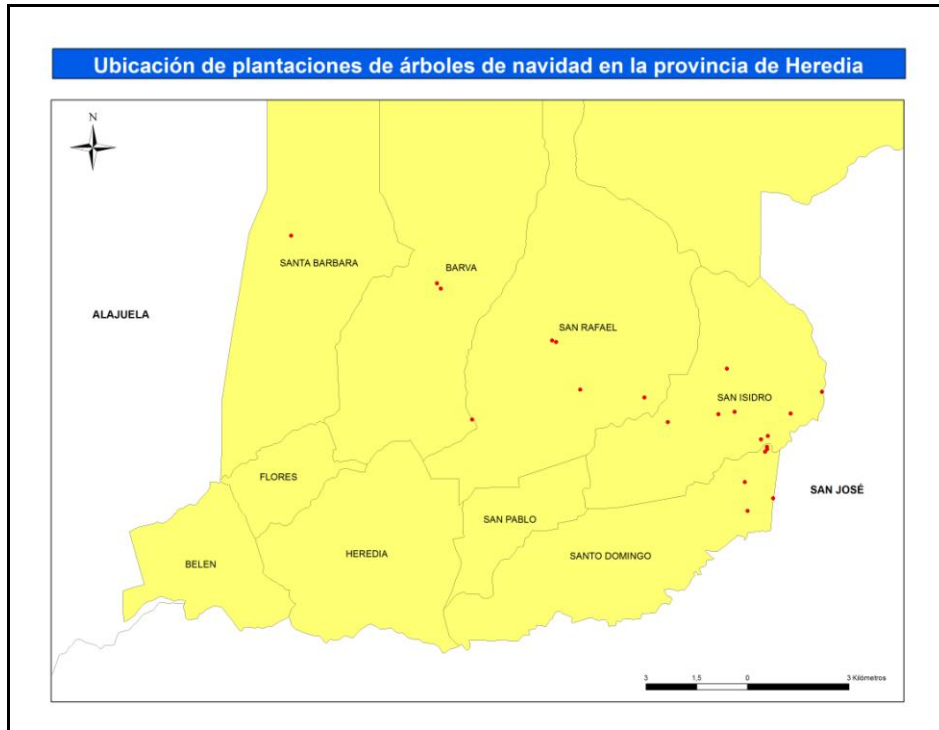 Ubicación de plantaciones de árboles de navidad en la provincia de Heredia
N
SANTA BARBARA
BARVA
ALAJUELA
SAN RAFAEL
SAN ISIDRO
FLORES
SAN JOSÉ
SAN PABLO
HEREDIA
SANTO DOMINGO
BELEN
3 1,5 0 3 Kilómetros